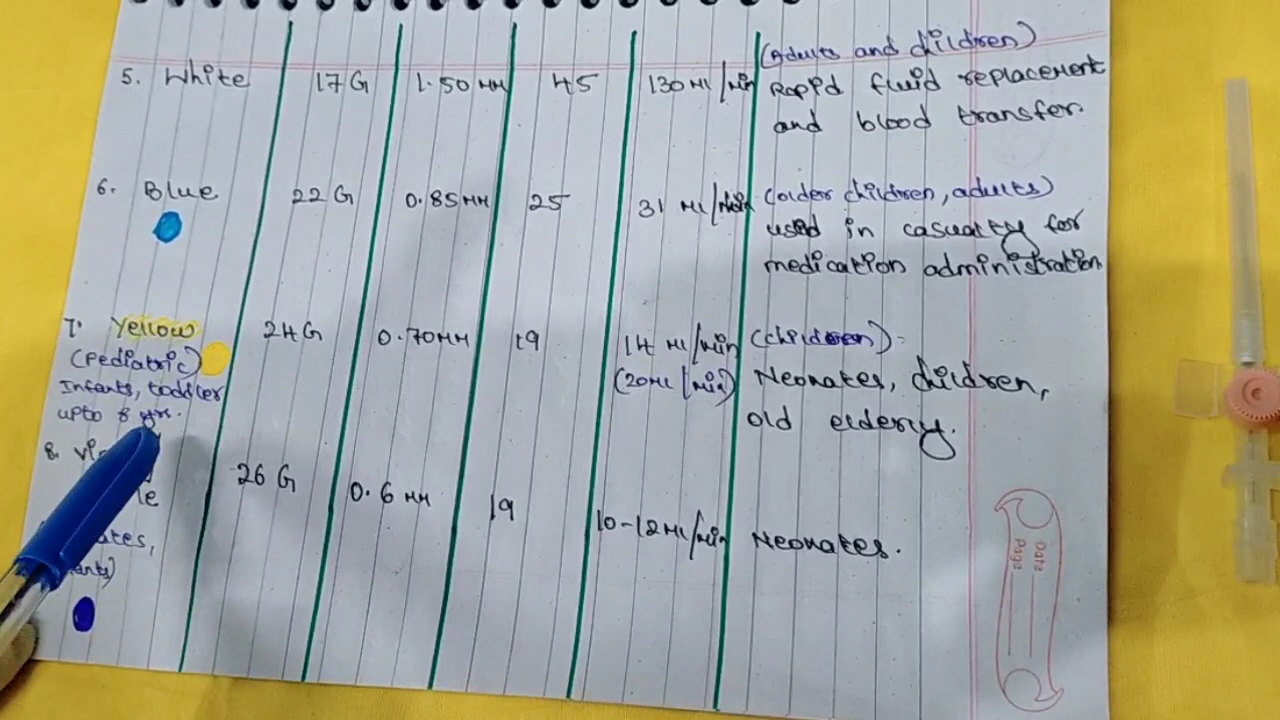 (Adults and children)
5. White 17 G 1.50 MM 45 130 Ml/Min Rapid fluid replacement
and blood transfer.
6. Blue 22 G 0.85 MM 25 31 Ml/Min (older children, adults)
used in casualty for
medication administration
7. Yellow 24 G 0.70 MM 19 14 Ml/Min (children)
(Pediatric) (20Ml/Min) Neonates, children,
Infants, toddler old elderly.
upto 8 yrs.
8. 26 G 0.6 MM 19 10-12 Ml/Min Neonates.
Date
Page